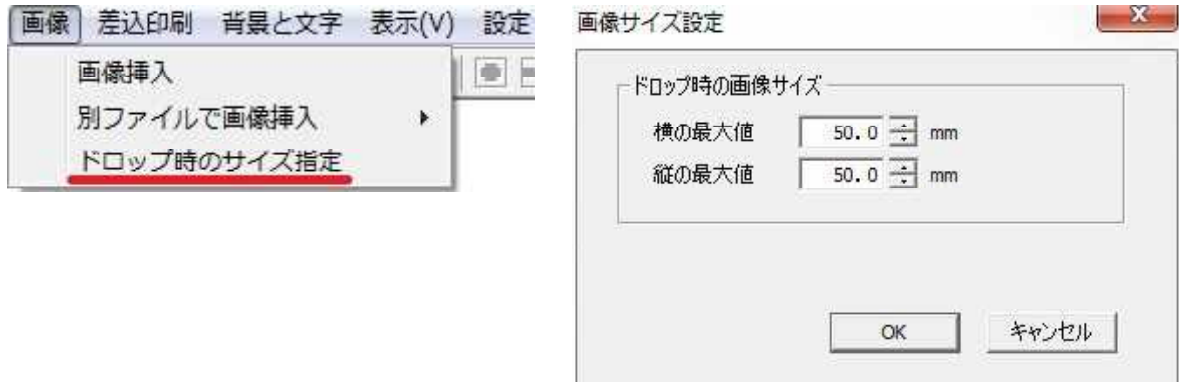 画像 差込印刷 背景と文字 表示(V) 設定
画像挿入
別ファイルで画像挿入
ドロップ時のサイズ指定
画像サイズ設定
ドロップ時の画像サイズ
横の最大値 50.0 mm
縦の最大値 50.0 mm
OK キャンセル